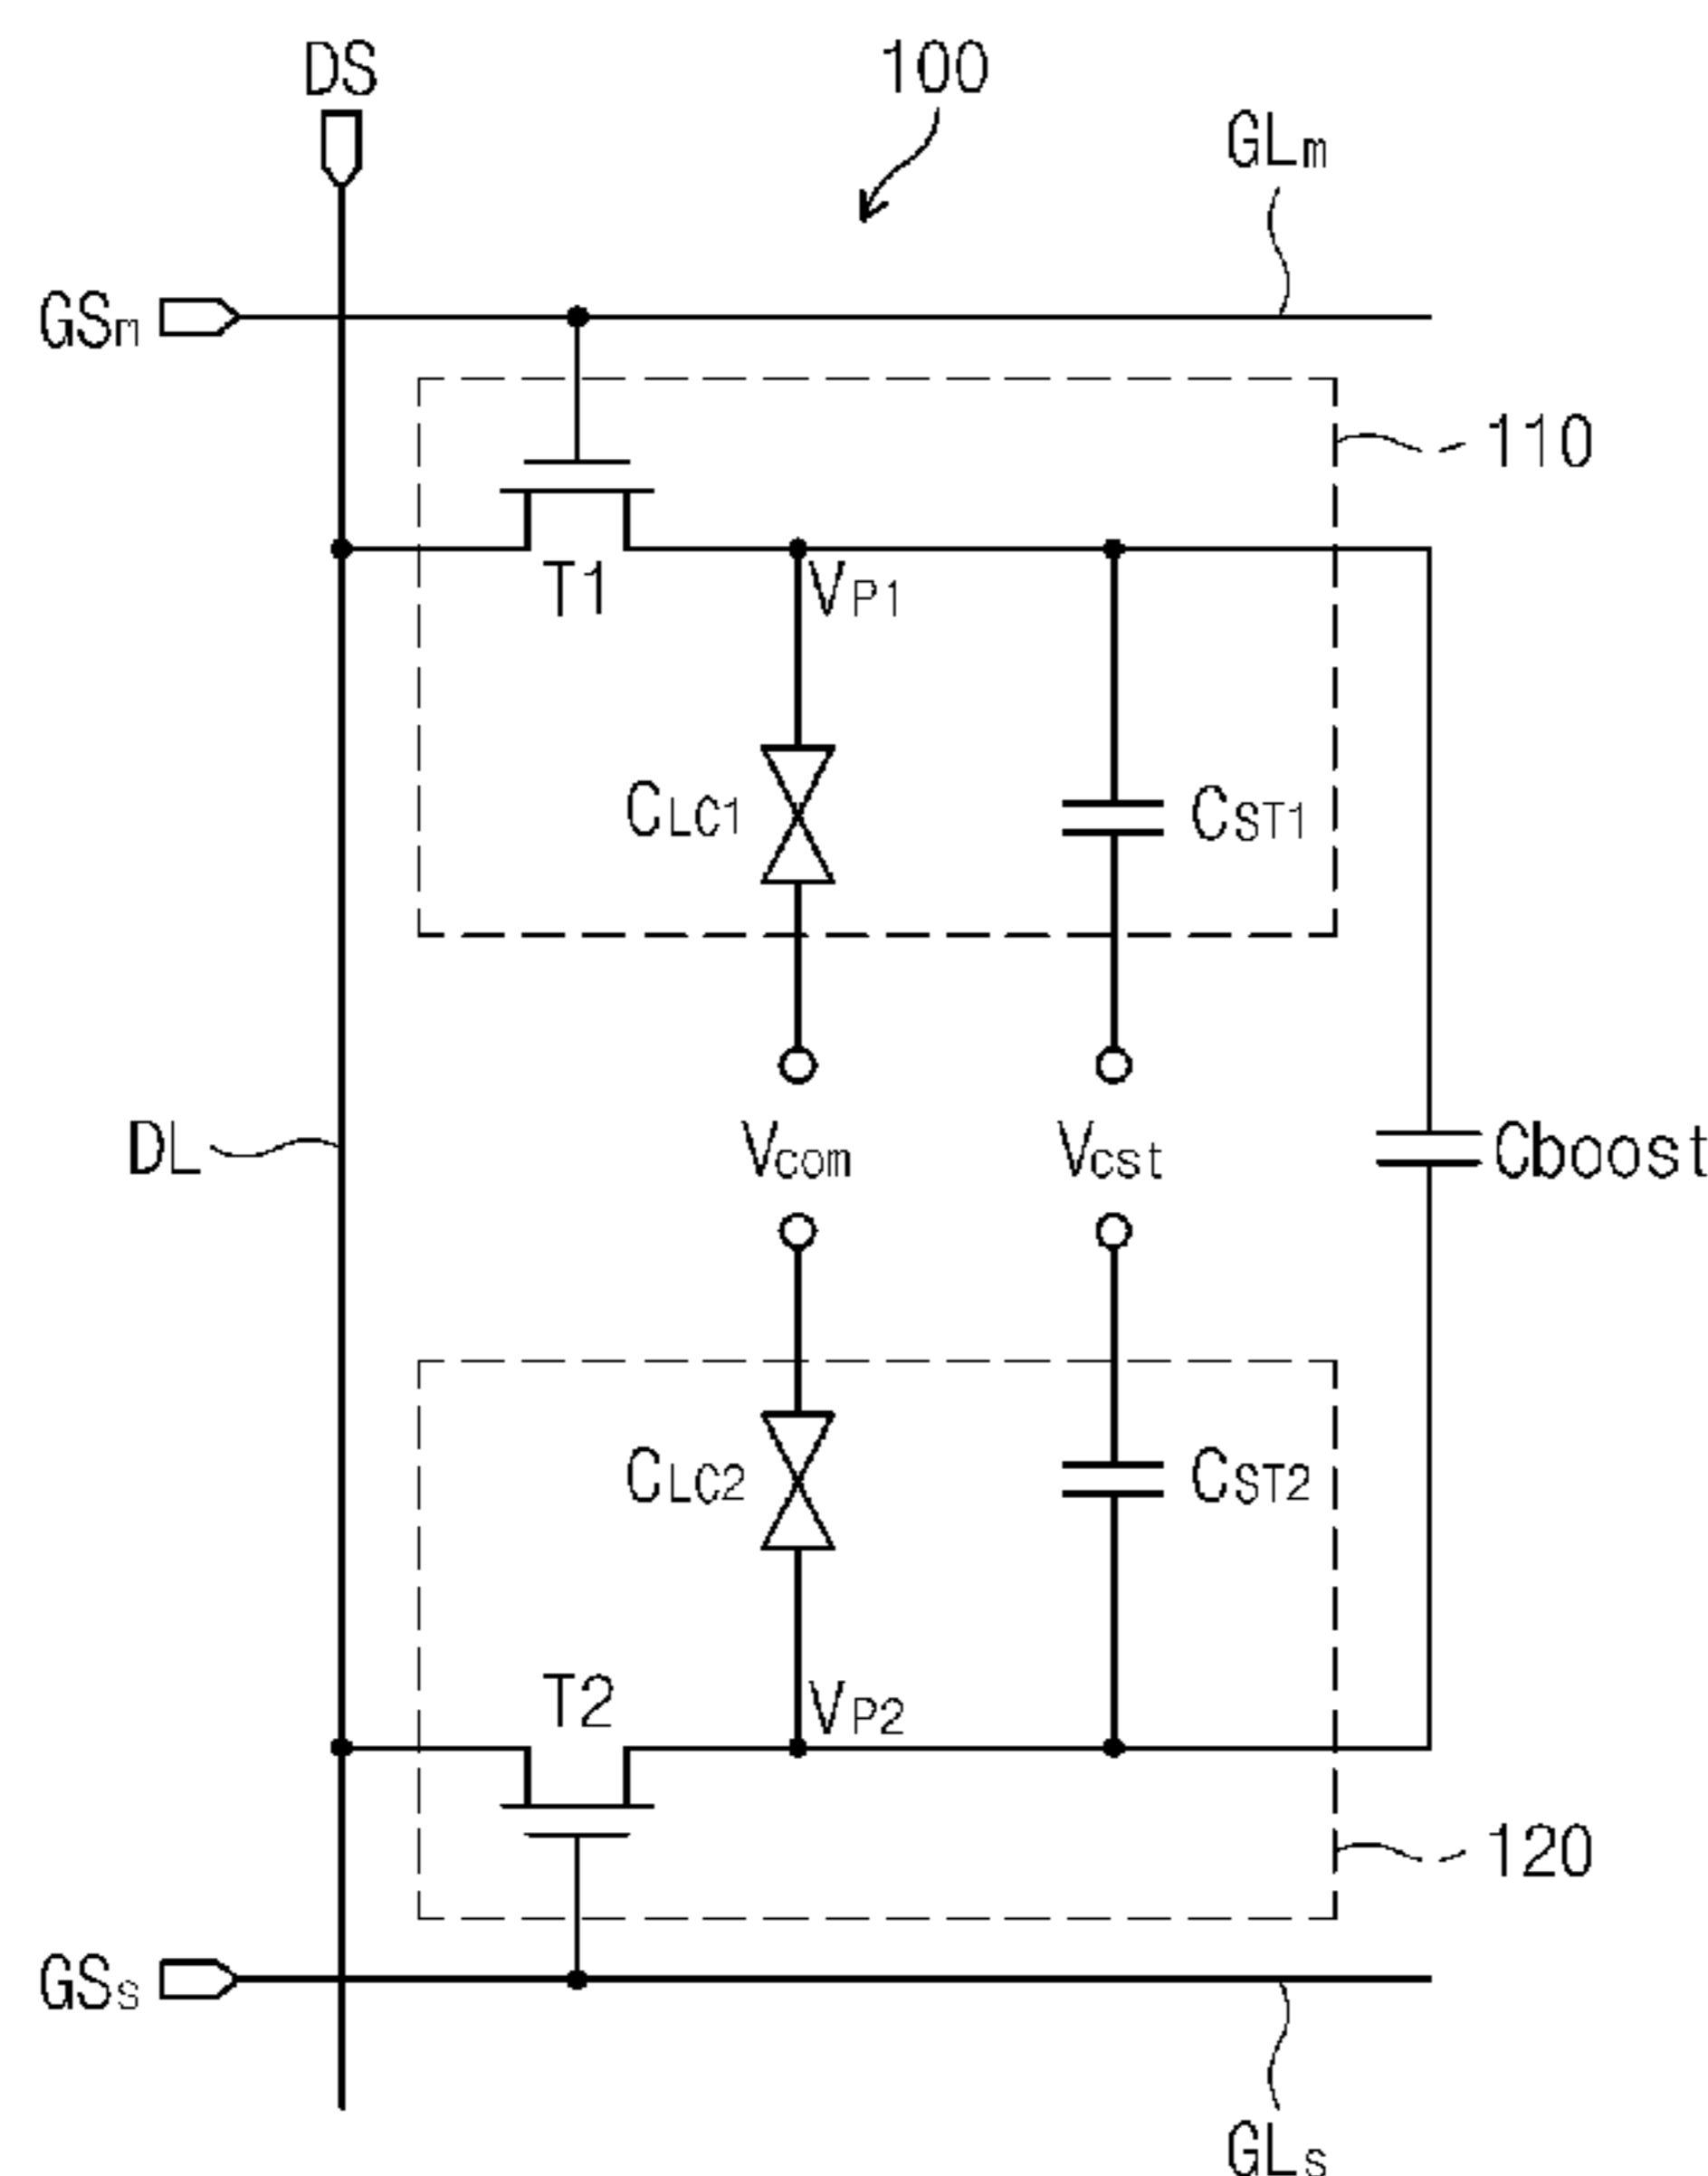 DS
100
GLm
GSm
110
T1
VP1
CLC1
CST1
DL
Vcom
Vcst
Cboost
CLC2
CST2
T2
VP2
120
GSs
GLs